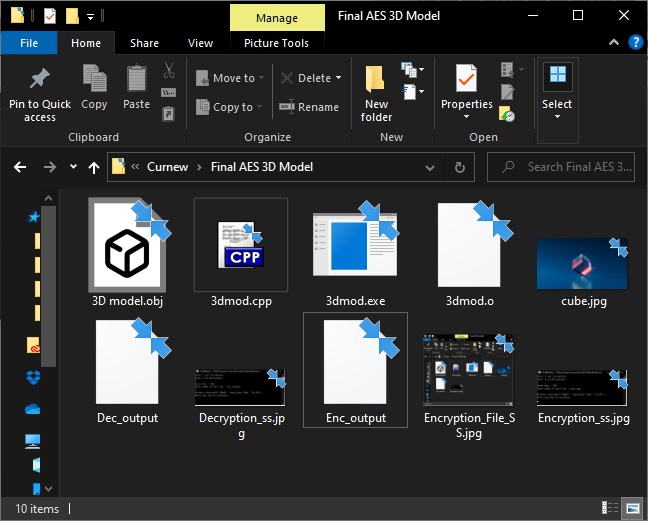 Manage
Final AES 3D Model
File
Home
Share
View
Picture Tools
Pin to Quick
access
Copy
Paste
Move to
Copy to
Delete
Rename
New
folder
Properties
Select
Clipboard
Organize
New
Open
Curnew
Final AES 3D Model
Search Final AES 3...
3D model.obj
3dmod.cpp
3dmod.exe
3dmod.o
cube.jpg
Dec_output
Decryption_ss.jp
g
Enc_output
Encryption_File_S
S.jpg
Encryption_ss.jpg
DEV
CPP
10 items